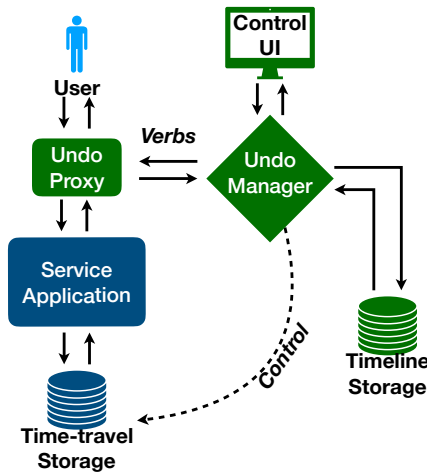 Control
UI
User
Verbs
Undo
Proxy
Undo
Manager
Service
Application
Control
Timeline
Storage
Time-travel
Storage